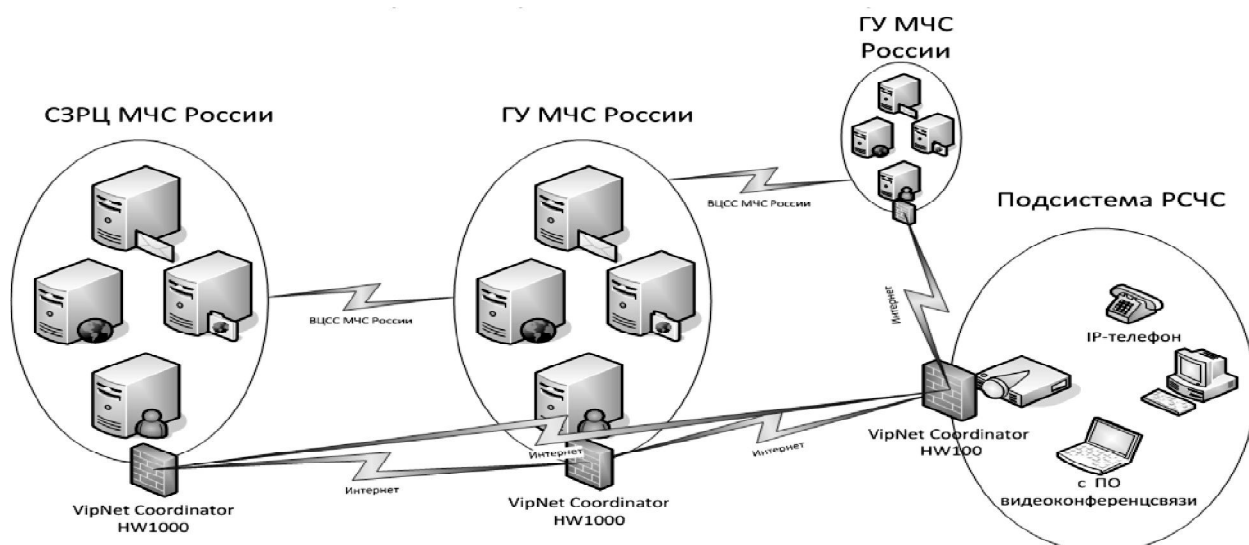 ГУ МЧС
России
СЗРЦ МЧС России
ГУ МЧС России
ВЦСС МЧС России
Подсистема РСЧС
ВЦСС МЧС России
Интернет
IP-телефон
VipNet Coordinator
HW100
Интернет
Интернет
Интернет
с ПО
видеоконференцсвязи
VipNet Coordinator
HW1000
VipNet Coordinator
HW1000